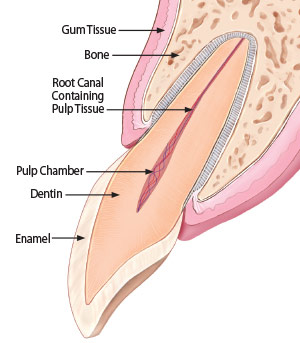 Gum Tissue
Bone
Root Canal
Containing
Pulp Tissue
Pulp Chamber
Dentin
Enamel